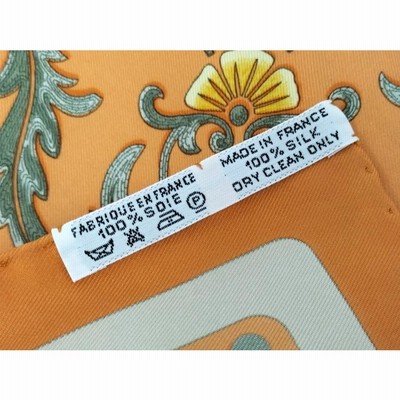 FABRIQUE EN FRANCE
100% SOIE
P
MADE IN FRANCE
100% SILK
DRY CLEAN ONLY